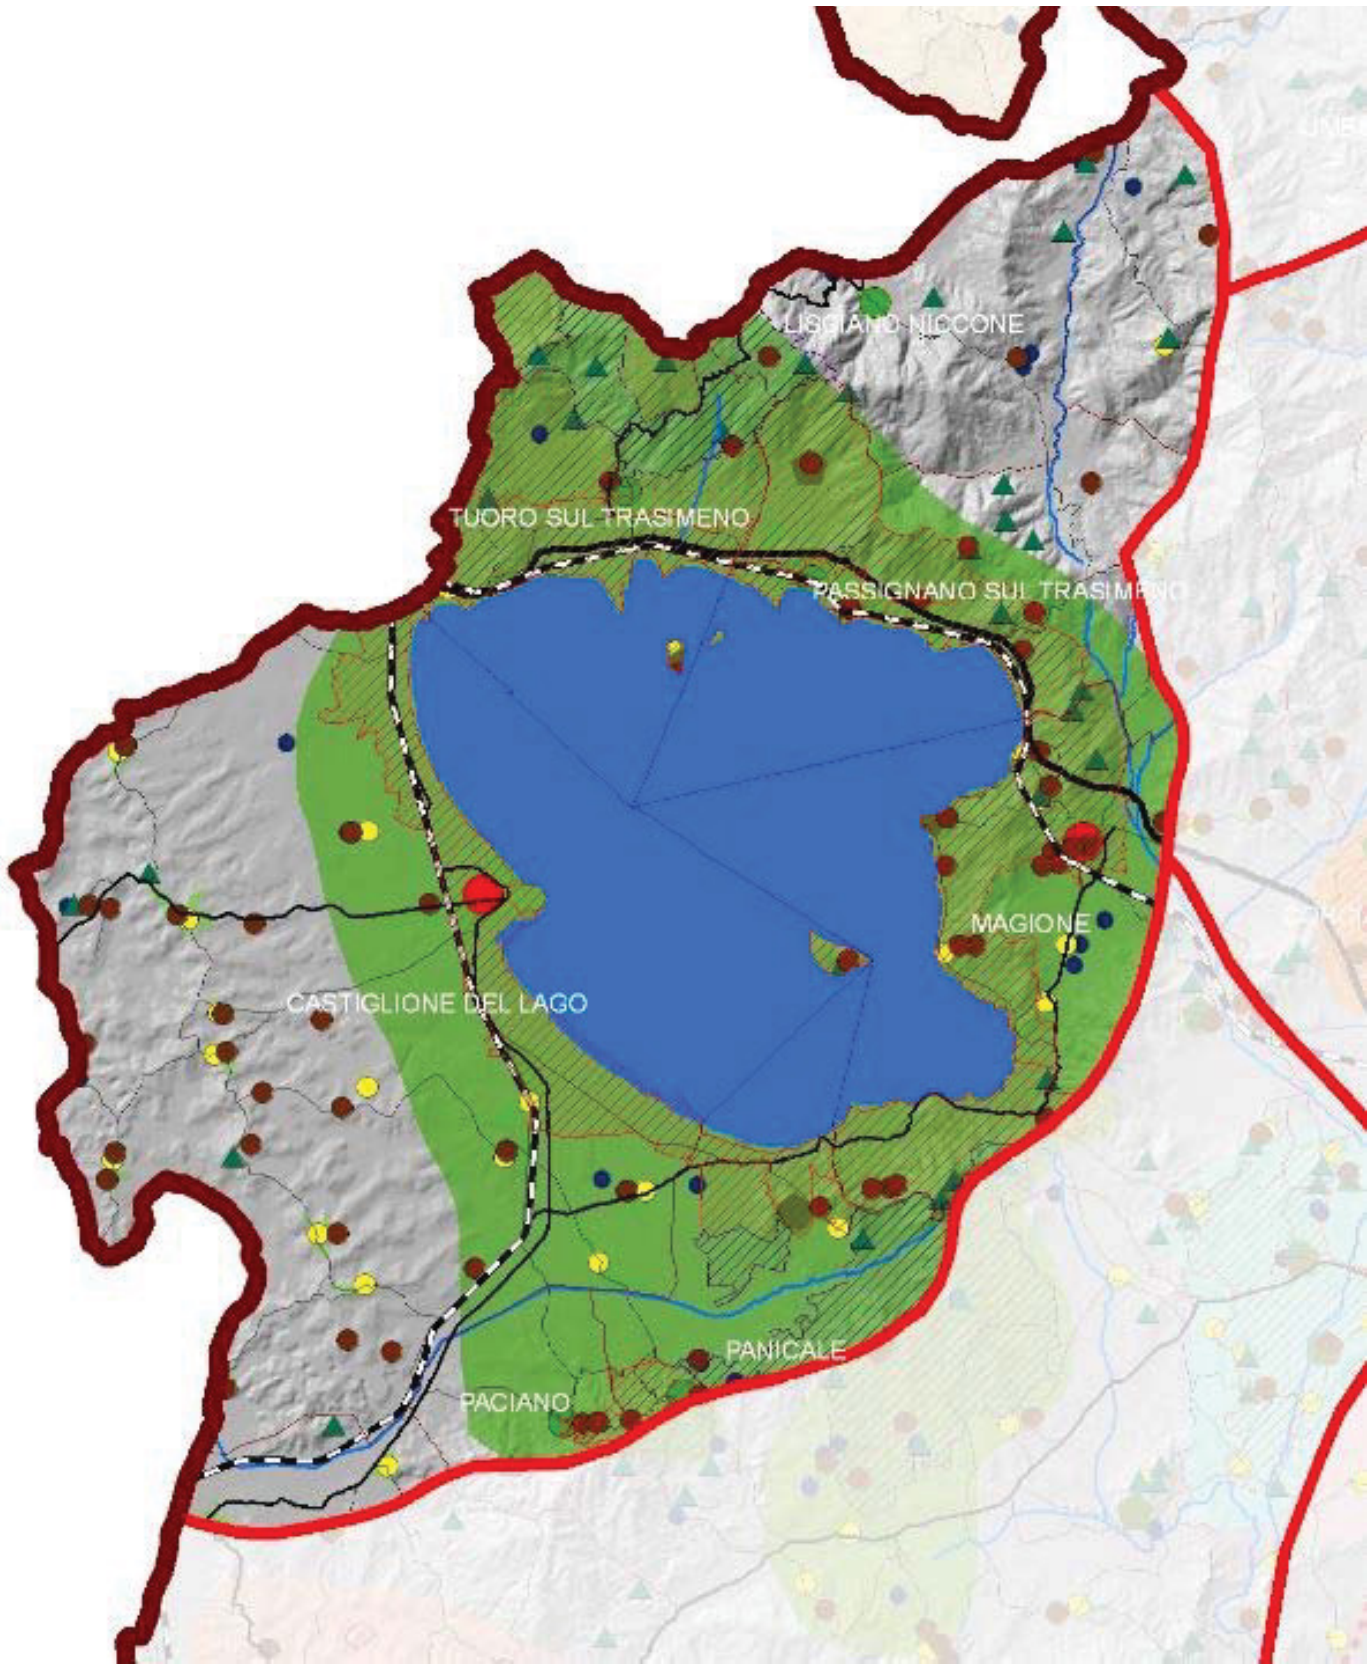 LISCIANO NICCONE
TUORO SUL TRASIMENO
PASSIGNANO SUL TRASIMENO
MAGIONE
CASTIGLIONE DEL LAGO
PANICALE
PACIANO